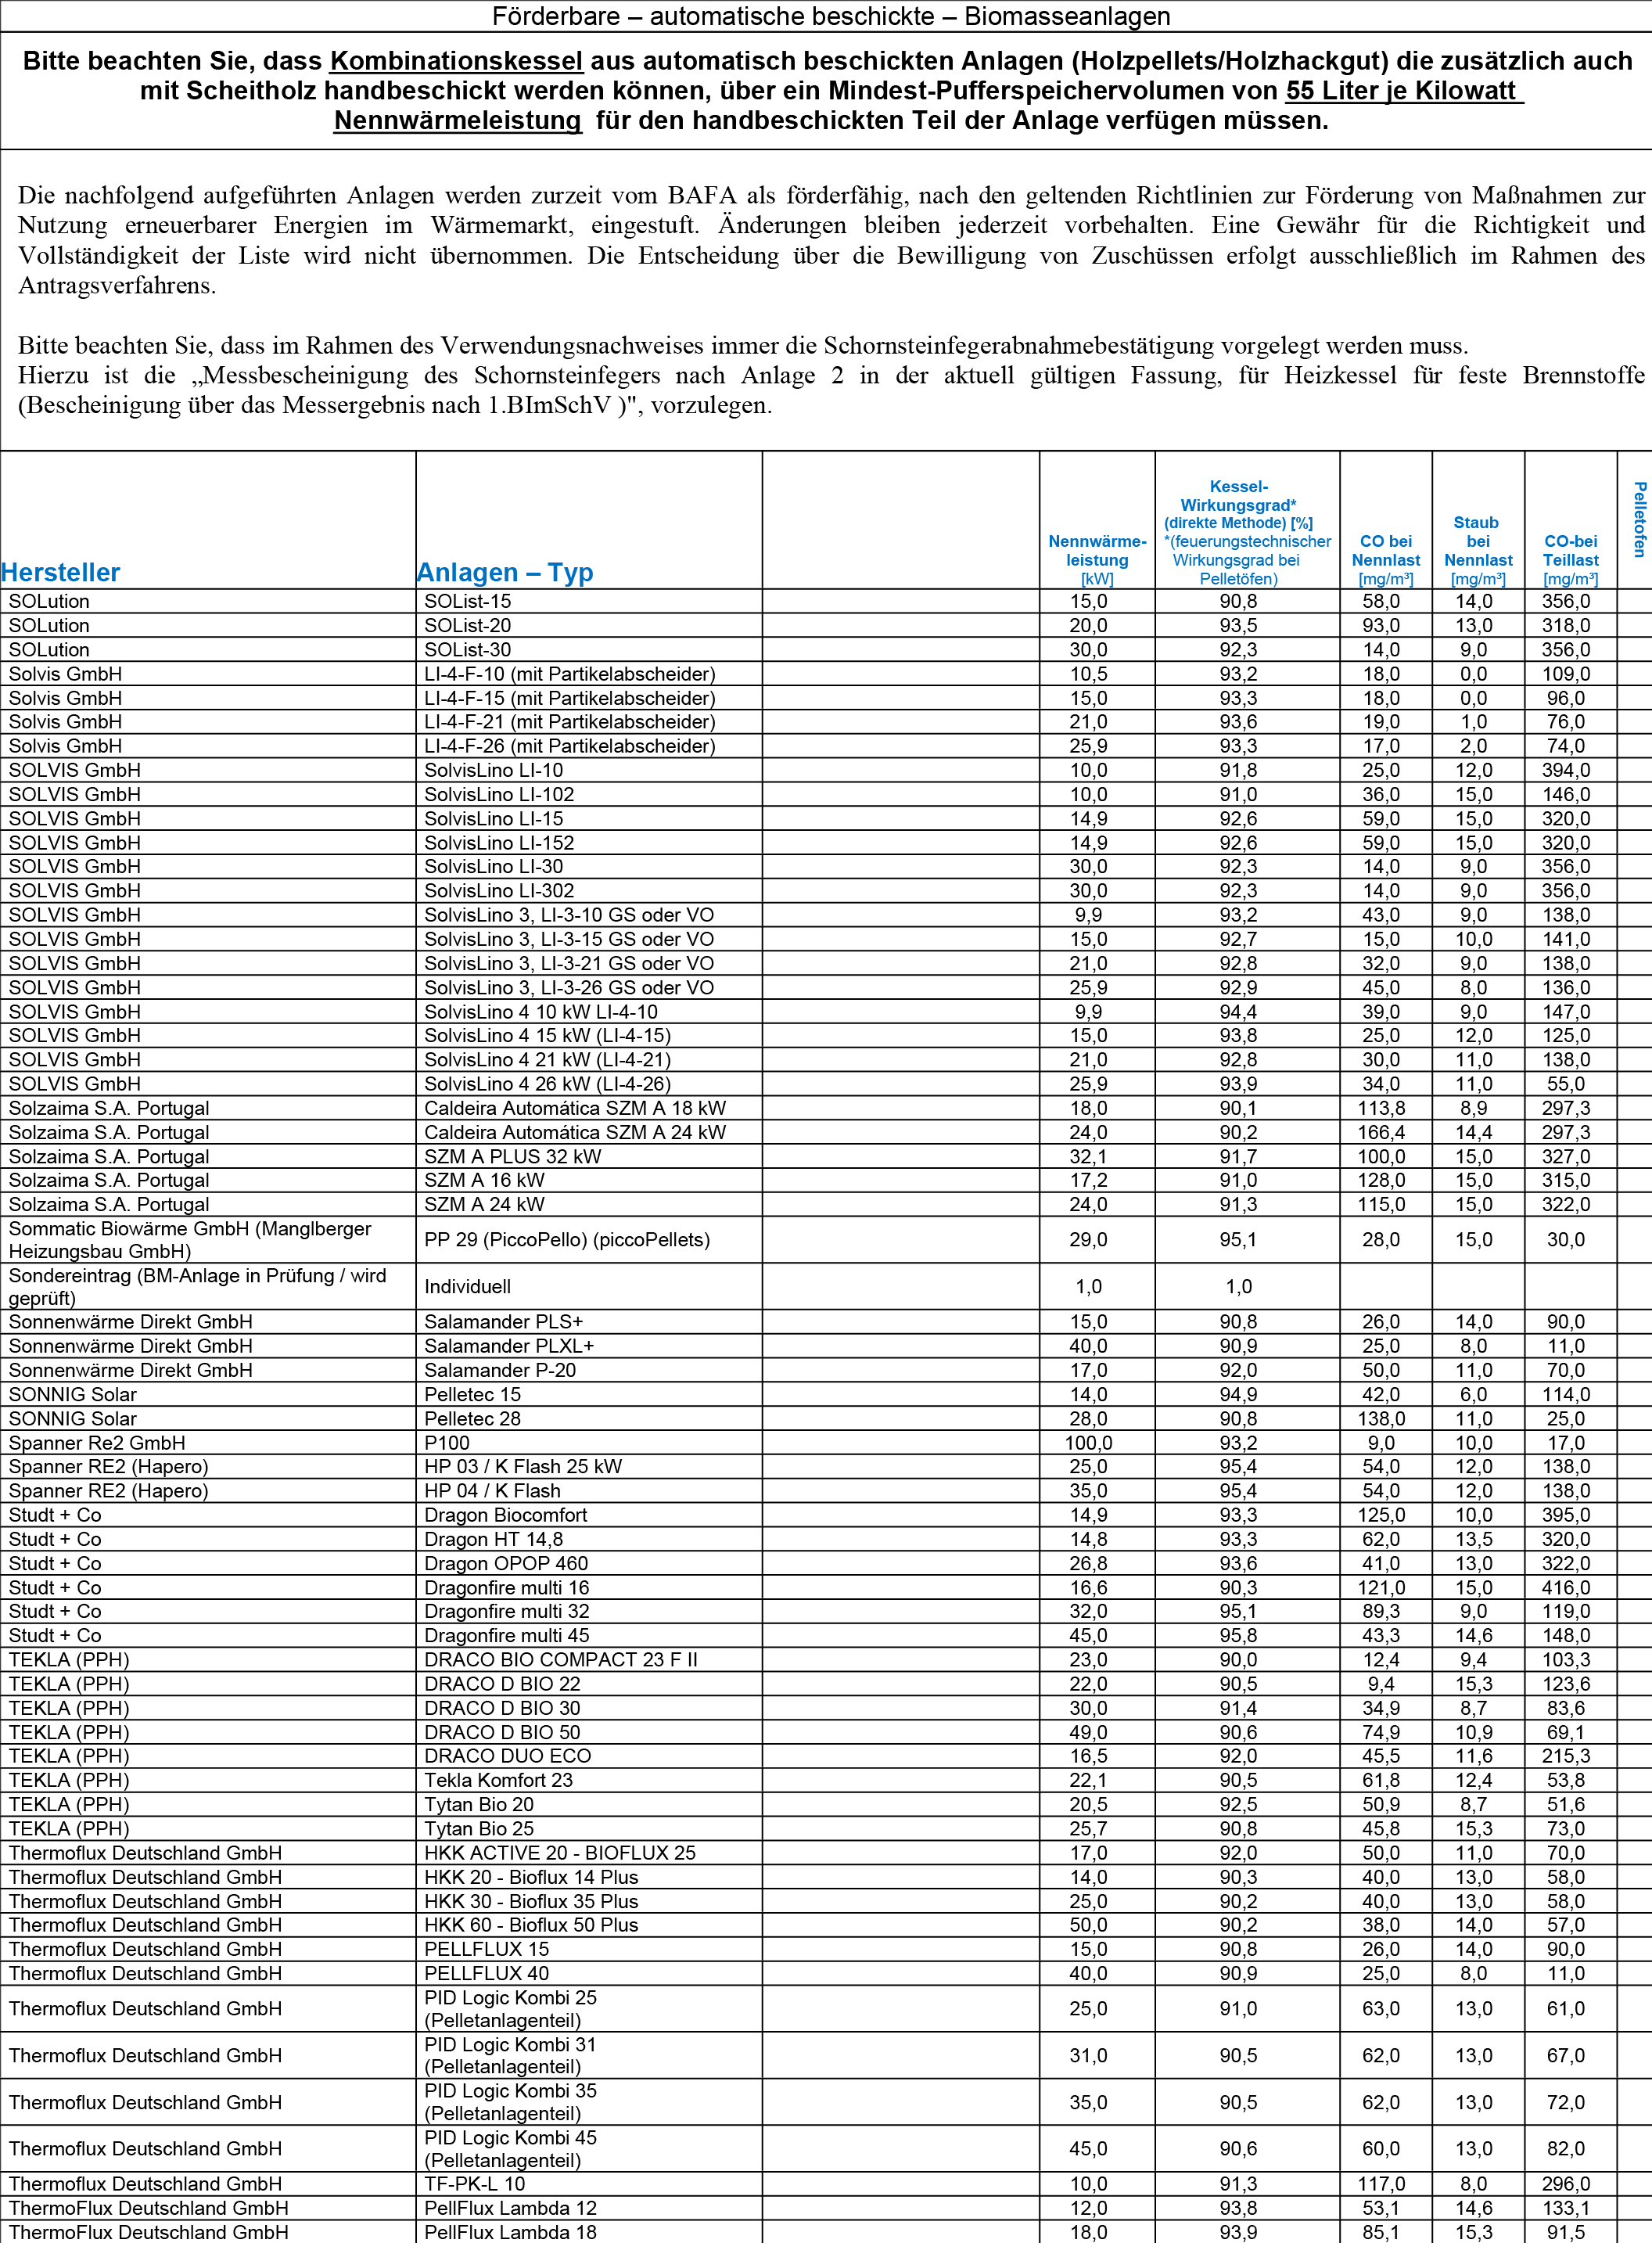 Förderbare – automatische beschickte – Biomasseanlagen
Bitte beachten Sie, dass Kombinationskessel aus automatisch beschickten Anlagen (Holzpellets/Holzhackgut) die zusätzlich auch
mit Scheitholz handbeschickt werden können, über ein Mindest-Pufferspeichervolumen von 55 Liter je Kilowatt
Nennwärmeleistung für den handbeschickten Teil der Anlage verfügen müssen.
Die nachfolgend aufgeführten Anlagen werden zurzeit vom BAFA als förderfähig, nach den geltenden Richtlinien zur Förderung von Maßnahmen zur
Nutzung erneuerbarer Energien im Wärmemarkt, eingestuft. Änderungen bleiben jederzeit vorbehalten. Eine Gewähr für die Richtigkeit und
Vollständigkeit der Liste wird nicht übernommen. Die Entscheidung über die Bewilligung von Zuschüssen erfolgt ausschließlich im Rahmen des
Antragsverfahrens.
Bitte beachten Sie, dass im Rahmen des Verwendungsnachweises immer die Schornsteinfegerabnahmebestätigung vorgelegt werden muss.
Hierzu ist die „Messbescheinigung des Schornsteinfegers nach Anlage 2 in der aktuell gültigen Fassung, für Heizkessel für feste Brennstoffe
(Bescheinigung über das Messergebnis nach 1.BImSchV )", vorzulegen.
Hersteller
Anlagen – Typ
Nennwärme-
leistung
[kW]
Kessel-
Wirkungsgrad*
(direkte Methode) [%]
*(feuerungstechnischer
Wirkungsgrad bei
Pelletöfen)
CO bei
Nennlast
[mg/m³]
Staub
bei
Nennlast
[mg/m³]
CO-bei
Teillast
[mg/m³]
Pelletofen
SOLution SOList-15 15,0 90,8 58,0 14,0 356,0
SOLution SOList-20 20,0 93,5 93,0 13,0 318,0
SOLution SOList-30 30,0 92,3 14,0 9,0 356,0
Solvis GmbH LI-4-F-10 (mit Partikelabscheider) 10,5 93,2 18,0 0,0 109,0
Solvis GmbH LI-4-F-15 (mit Partikelabscheider) 15,0 93,3 18,0 0,0 96,0
Solvis GmbH LI-4-F-21 (mit Partikelabscheider) 21,0 93,6 19,0 1,0 76,0
Solvis GmbH LI-4-F-26 (mit Partikelabscheider) 25,9 93,3 17,0 2,0 74,0
SOLVIS GmbH SolvisLino LI-10 10,0 91,8 25,0 12,0 394,0
SOLVIS GmbH SolvisLino LI-102 10,0 91,0 36,0 15,0 146,0
SOLVIS GmbH SolvisLino LI-15 14,9 92,6 59,0 15,0 320,0
SOLVIS GmbH SolvisLino LI-152 14,9 92,6 59,0 15,0 320,0
SOLVIS GmbH SolvisLino LI-30 30,0 92,3 14,0 9,0 356,0
SOLVIS GmbH SolvisLino LI-302 30,0 92,3 14,0 9,0 356,0
SOLVIS GmbH SolvisLino 3, LI-3-10 GS oder VO 9,9 93,2 43,0 9,0 138,0
SOLVIS GmbH SolvisLino 3, LI-3-15 GS oder VO 15,0 92,7 15,0 10,0 141,0
SOLVIS GmbH SolvisLino 3, LI-3-21 GS oder VO 21,0 92,8 32,0 9,0 138,0
SOLVIS GmbH SolvisLino 3, LI-3-26 GS oder VO 25,9 92,9 45,0 8,0 136,0
SOLVIS GmbH SolvisLino 4 10 kW LI-4-10 9,9 94,4 39,0 9,0 147,0
SOLVIS GmbH SolvisLino 4 15 kW (LI-4-15) 15,0 93,8 25,0 12,0 125,0
SOLVIS GmbH SolvisLino 4 21 kW (LI-4-21) 21,0 92,8 30,0 11,0 138,0
SOLVIS GmbH SolvisLino 4 26 kW (LI-4-26) 25,9 93,9 34,0 11,0 55,0
Solzaima S.A. Portugal Caldeira Automática SZM A 18 kW 18,0 90,1 113,8 8,9 297,3
Solzaima S.A. Portugal Caldeira Automática SZM A 24 kW 24,0 90,2 166,4 14,4 297,3
Solzaima S.A. Portugal SZM A PLUS 32 kW 32,1 91,7 100,0 15,0 327,0
Solzaima S.A. Portugal SZM A 16 kW 17,2 91,0 128,0 15,0 315,0
Solzaima S.A. Portugal SZM A 24 kW 24,0 91,3 115,0 15,0 322,0
Sommatic Biowärme GmbH (Manglberger
Heizungsbau GmbH) PP 29 (PiccoPello) (piccoPellets) 29,0 95,1 28,0 15,0 30,0
Sondereintrag (BM-Anlage in Prüfung / wird
geprüft) Individuell 1,0 1,0
Sonnenwärme Direkt GmbH Salamander PLS+ 15,0 90,8 26,0 14,0 90,0
Sonnenwärme Direkt GmbH Salamander PLXL+ 40,0 90,9 25,0 8,0 11,0
Sonnenwärme Direkt GmbH Salamander P-20 17,0 92,0 50,0 11,0 70,0
SONNIG Solar Pelletec 15 14,0 94,9 42,0 6,0 114,0
SONNIG Solar Pelletec 28 28,0 90,8 138,0 11,0 25,0
Spanner Re2 GmbH P100 100,0 93,2 9,0 10,0 17,0
Spanner RE2 (Hapero) HP 03 / K Flash 25 kW 25,0 95,4 54,0 12,0 138,0
Spanner RE2 (Hapero) HP 04 / K Flash 35,0 95,4 54,0 12,0 138,0
Studt + Co Dragon Biocomfort 14,9 93,3 125,0 10,0 395,0
Studt + Co Dragon HT 14,8 14,8 93,3 62,0 13,5 320,0
Studt + Co Dragon OPOP 460 26,8 93,6 41,0 13,0 322,0
Studt + Co Dragonfire multi 16 16,6 90,3 121,0 15,0 416,0
Studt + Co Dragonfire multi 32 32,0 95,1 89,3 9,0 119,0
Studt + Co Dragonfire multi 45 45,0 95,8 43,3 14,6 148,0
TEKLA (PPH) DRACO BIO COMPACT 23 F II 23,0 90,0 12,4 9,4 103,3
TEKLA (PPH) DRACO D BIO 22 22,0 90,5 9,4 15,3 123,6
TEKLA (PPH) DRACO D BIO 30 30,0 91,4 34,9 8,7 83,6
TEKLA (PPH) DRACO D BIO 50 49,0 90,6 74,9 10,9 69,1
TEKLA (PPH) DRACO DUO ECO 16,5 92,0 45,5 11,6 215,3
TEKLA (PPH) Tekla Komfort 23 22,1 90,5 61,8 12,4 53,8
TEKLA (PPH) Tytan Bio 20 20,5 92,5 50,9 8,7 51,6
TEKLA (PPH) Tytan Bio 25 25,7 90,8 45,8 15,3 73,0
Thermoflux Deutschland GmbH HKK ACTIVE 20 - BIOFLUX 25 17,0 92,0 50,0 11,0 70,0
Thermoflux Deutschland GmbH HKK 20 - Bioflux 14 Plus 14,0 90,3 40,0 13,0 58,0
Thermoflux Deutschland GmbH HKK 30 - Bioflux 35 Plus 25,0 90,2 40,0 13,0 58,0
Thermoflux Deutschland GmbH HKK 60 - Bioflux 50 Plus 50,0 90,2 38,0 14,0 57,0
Thermoflux Deutschland GmbH PELLFLUX 15 15,0 90,8 26,0 14,0 90,0
Thermoflux Deutschland GmbH PELLFLUX 40 40,0 90,9 25,0 8,0 11,0
Thermoflux Deutschland GmbH PID Logic Kombi 25
(Pelletanlagenteil) 25,0 91,0 63,0 13,0 61,0
Thermoflux Deutschland GmbH PID Logic Kombi 31
(Pelletanlagenteil) 31,0 90,5 62,0 13,0 67,0
Thermoflux Deutschland GmbH PID Logic Kombi 35
(Pelletanlagenteil) 35,0 90,5 62,0 13,0 72,0
Thermoflux Deutschland GmbH PID Logic Kombi 45
(Pelletanlagenteil) 45,0 90,6 60,0 13,0 82,0
Thermoflux Deutschland GmbH TF-PK-L 10 10,0 91,3 117,0 8,0 296,0
ThermoFlux Deutschland GmbH PellFlux Lambda 12 12,0 93,8 53,1 14,6 133,1
ThermoFlux Deutschland GmbH PellFlux Lambda 18 18,0 93,9 85,1 15,3 91,5